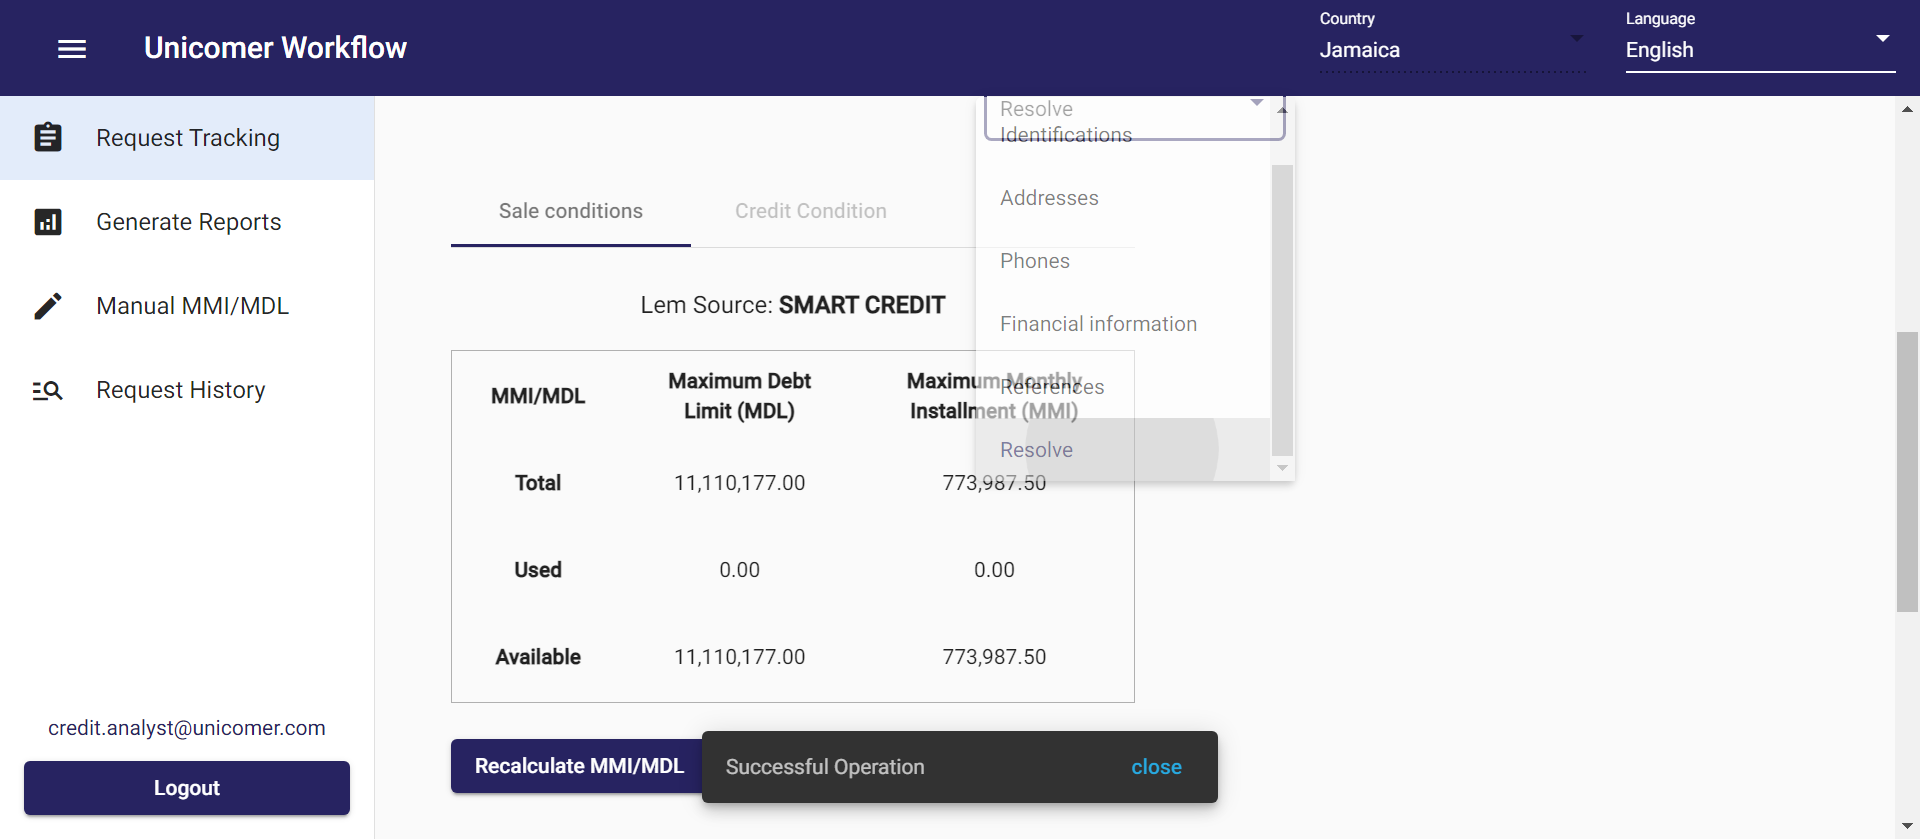 Unicomer Workflow
Country
Jamaica
Language
English
Request Tracking
Generate Reports
Manual MMI/MDL
Request History
credit.analyst@unicomer.com
Logout
Resolve
Identifications
Addresses
Phones
Financial information
References
Resolve
Sale conditions
Credit Condition
Lem Source: SMART CREDIT
MMI/MDL
Maximum Debt
Limit (MDL)
Maximum Monthly
Installment (MMI)
Total
11,110,177.00
773,987.50
Used
0.00
0.00
Available
11,110,177.00
773,987.50
Recalculate MMI/MDL
Successful Operation
close